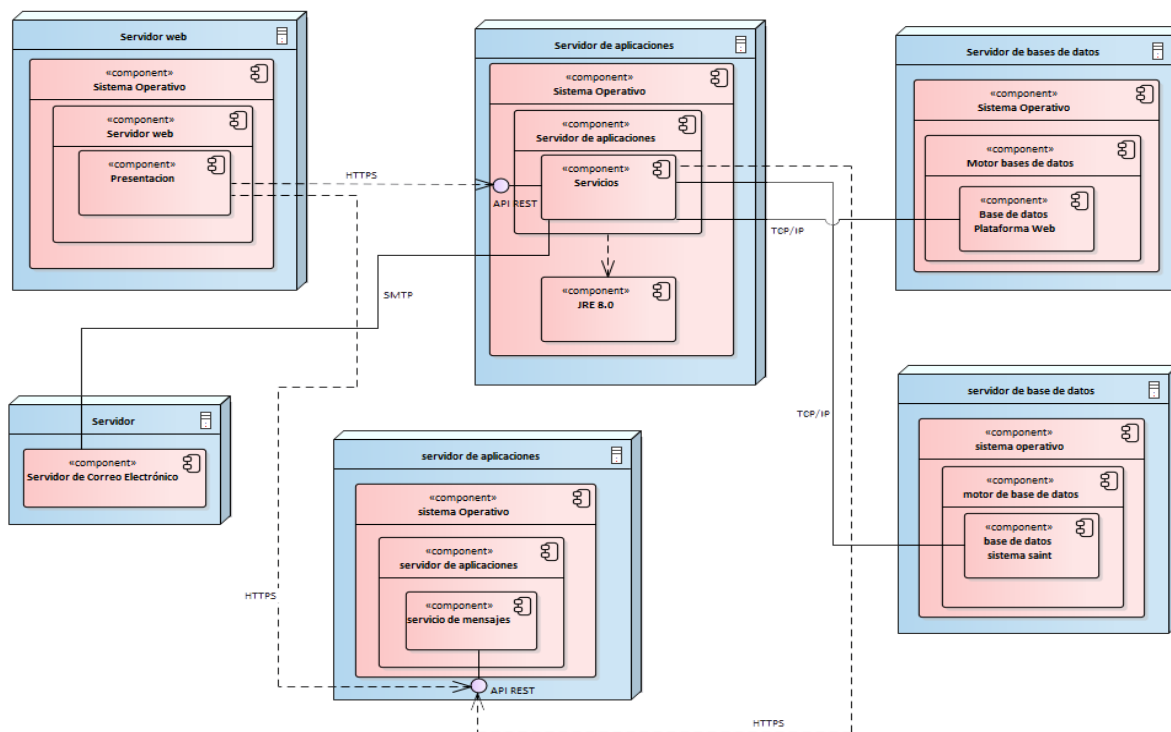 Servidor web
«component»
Sistema Operativo
«component»
Servidor web
«component»
Presentacion
HTTPS
Servidor de aplicaciones
«component»
Sistema Operativo
«component»
Servidor de aplicaciones
«component»
Servicios
API REST
«component»
JRE 8.0
TCP/IP
Servidor de bases de datos
«component»
Sistema Operativo
«component»
Motor bases de datos
«component»
Base de datos
Plataforma Web
SMTP
Servidor
«component»
Servidor de Correo Electrónico
HTTPS
servidor de aplicaciones
«component»
sistema Operativo
«component»
servidor de aplicaciones
«component»
servicio de mensajes
API REST
HTTPS
TCP/IP
servidor de base de datos
«component»
sistema operativo
«component»
motor de base de datos
«component»
base de datos
sistema saint